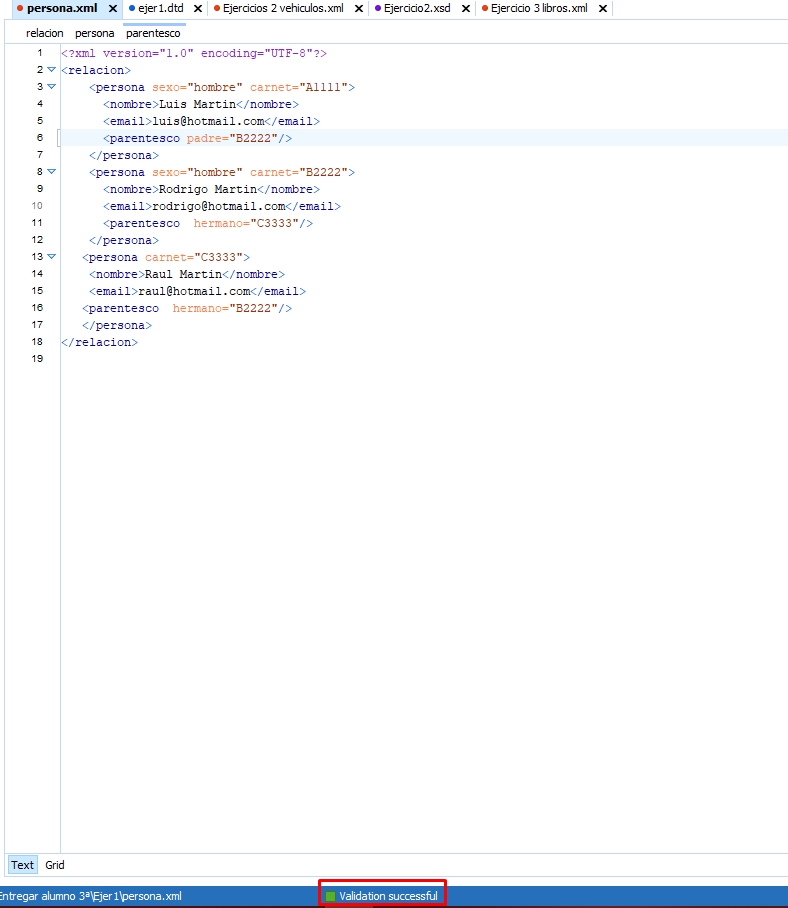 persona.xml ejer1.dtd Ejercicios 2 vehiculos.xml Ejercicio2.xsd Ejercicio 3 libros.xml
relacion persona parentesco
1 <?xml version="1.0" encoding="UTF-8"?>
2 <relacion>
3 <persona sexo="hombre" carnet="A1111">
4 <nombre>Luis Martin</nombre>
5 <email>luis@hotmail.com</email>
6 <parentesco padre="B2222"/>
7 </persona>
8 <persona sexo="hombre" carnet="B2222">
9 <nombre>Rodrigo Martin</nombre>
10 <email>rodrigo@hotmail.com</email>
11 <parentesco  hermano="C3333"/>
12 </persona>
13 <persona carnet="C3333">
14 <nombre>Raul Martin</nombre>
15 <email>raul@hotmail.com</email>
16 <parentesco  hermano="B2222"/>
17 </persona>
18 </relacion>
19
Text Grid
Entregar alumno 3ª\Ejer1\persona.xml Validation successful